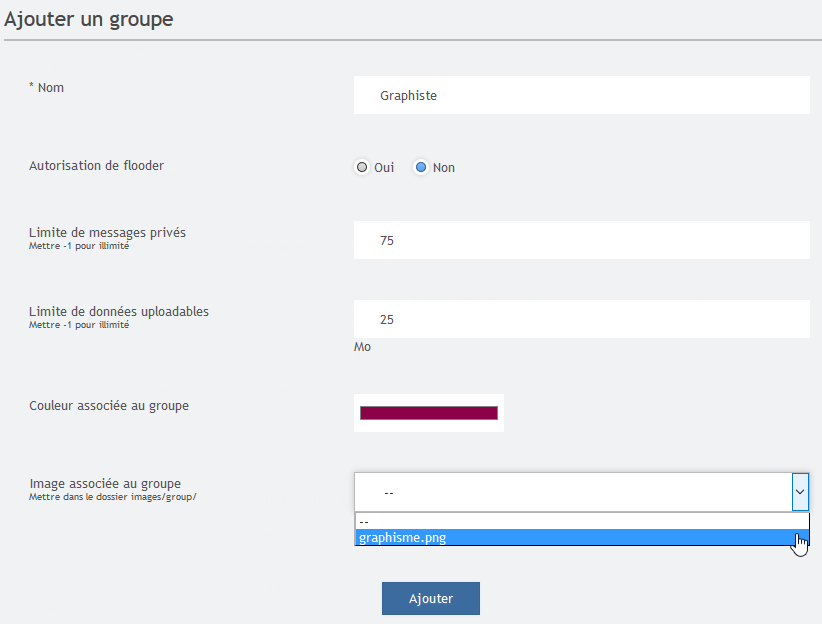 Ajouter un groupe
* Nom
Graphiste
Autorisation de flooder
Oui
Non
Limite de messages privés
Mettre -1 pour illimité
75
Limite de données uploadables
Mettre -1 pour illimité
25
Mo
Couleur associée au groupe
Image associée au groupe
Mettre dans le dossier images/group/
--
--
graphisme.png
Ajouter